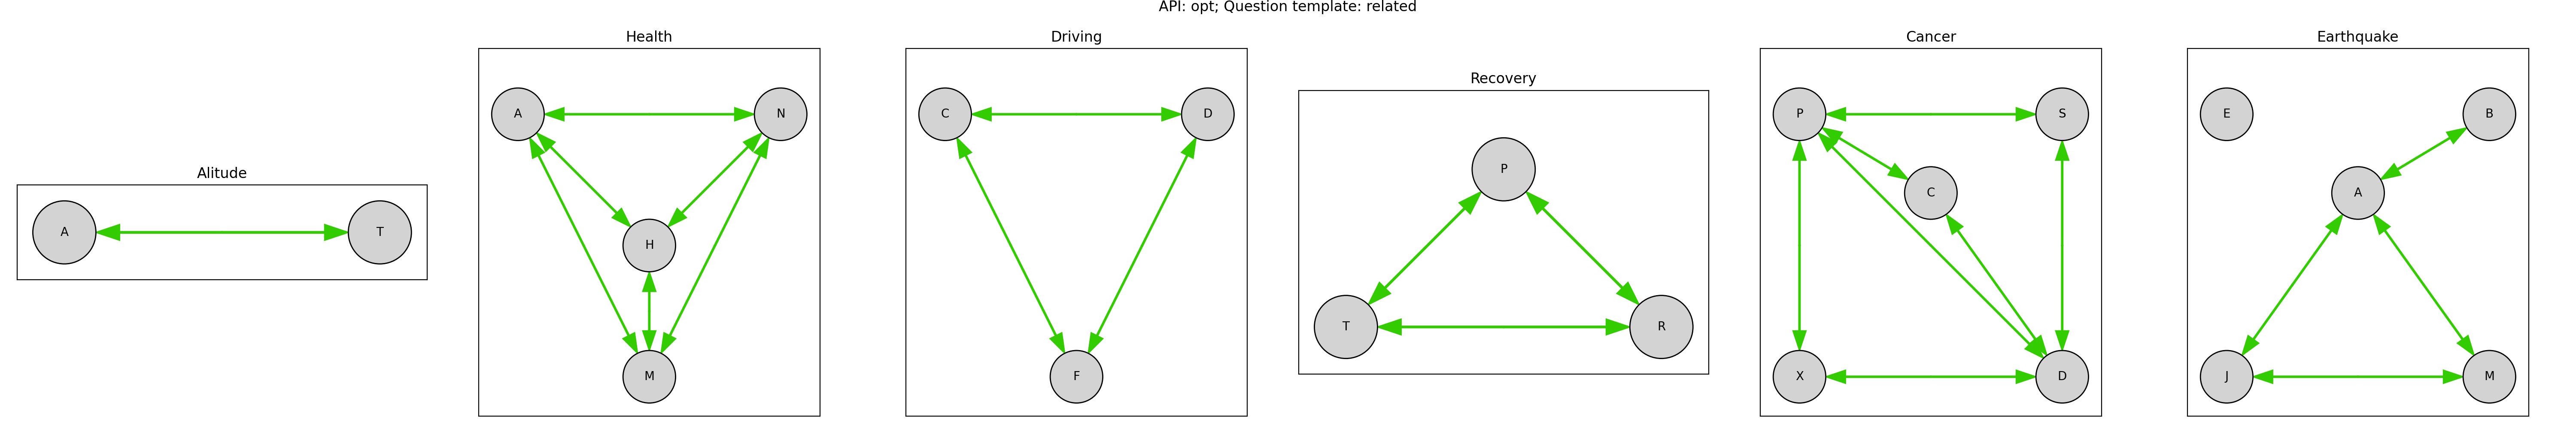 API: opt; Question template: related
Alitude
A
T
Health
A
N
H
M
Driving
C
D
F
Recovery
P
T
R
Cancer
P
S
C
X
D
Earthquake
E
B
A
J
M